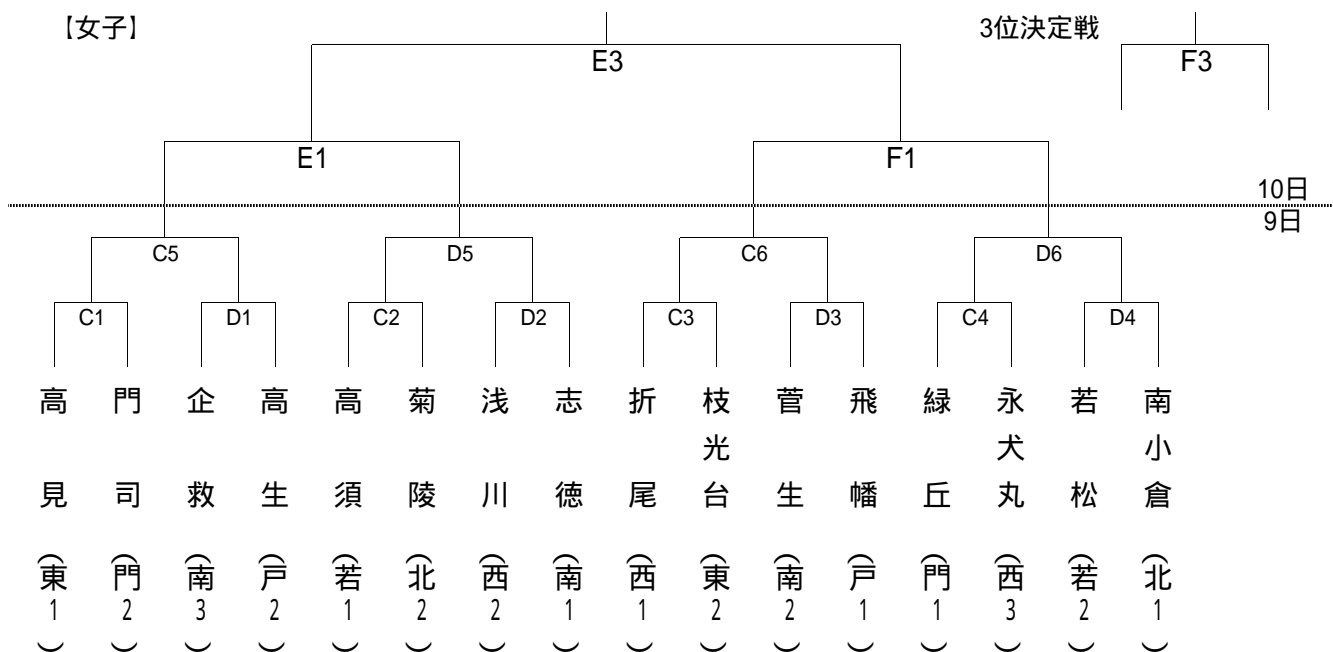 【女子】
3位決定戦
E3
F3
E1
F1
10日
9日
C5
D5
C6
D6
C1
D1
C2
D2
C3
D3
C4
D4
高見（東1）
門司（門2）
企救（南3）
高生（戸2）
高須（若1）
菊陵（北2）
浅川（西2）
志徳（南1）
折尾（西1）
枝光台（東2）
菅生（南2）
飛幡（戸1）
緑丘（門1）
永犬丸（西3）
若松（若2）
南小倉（北1）